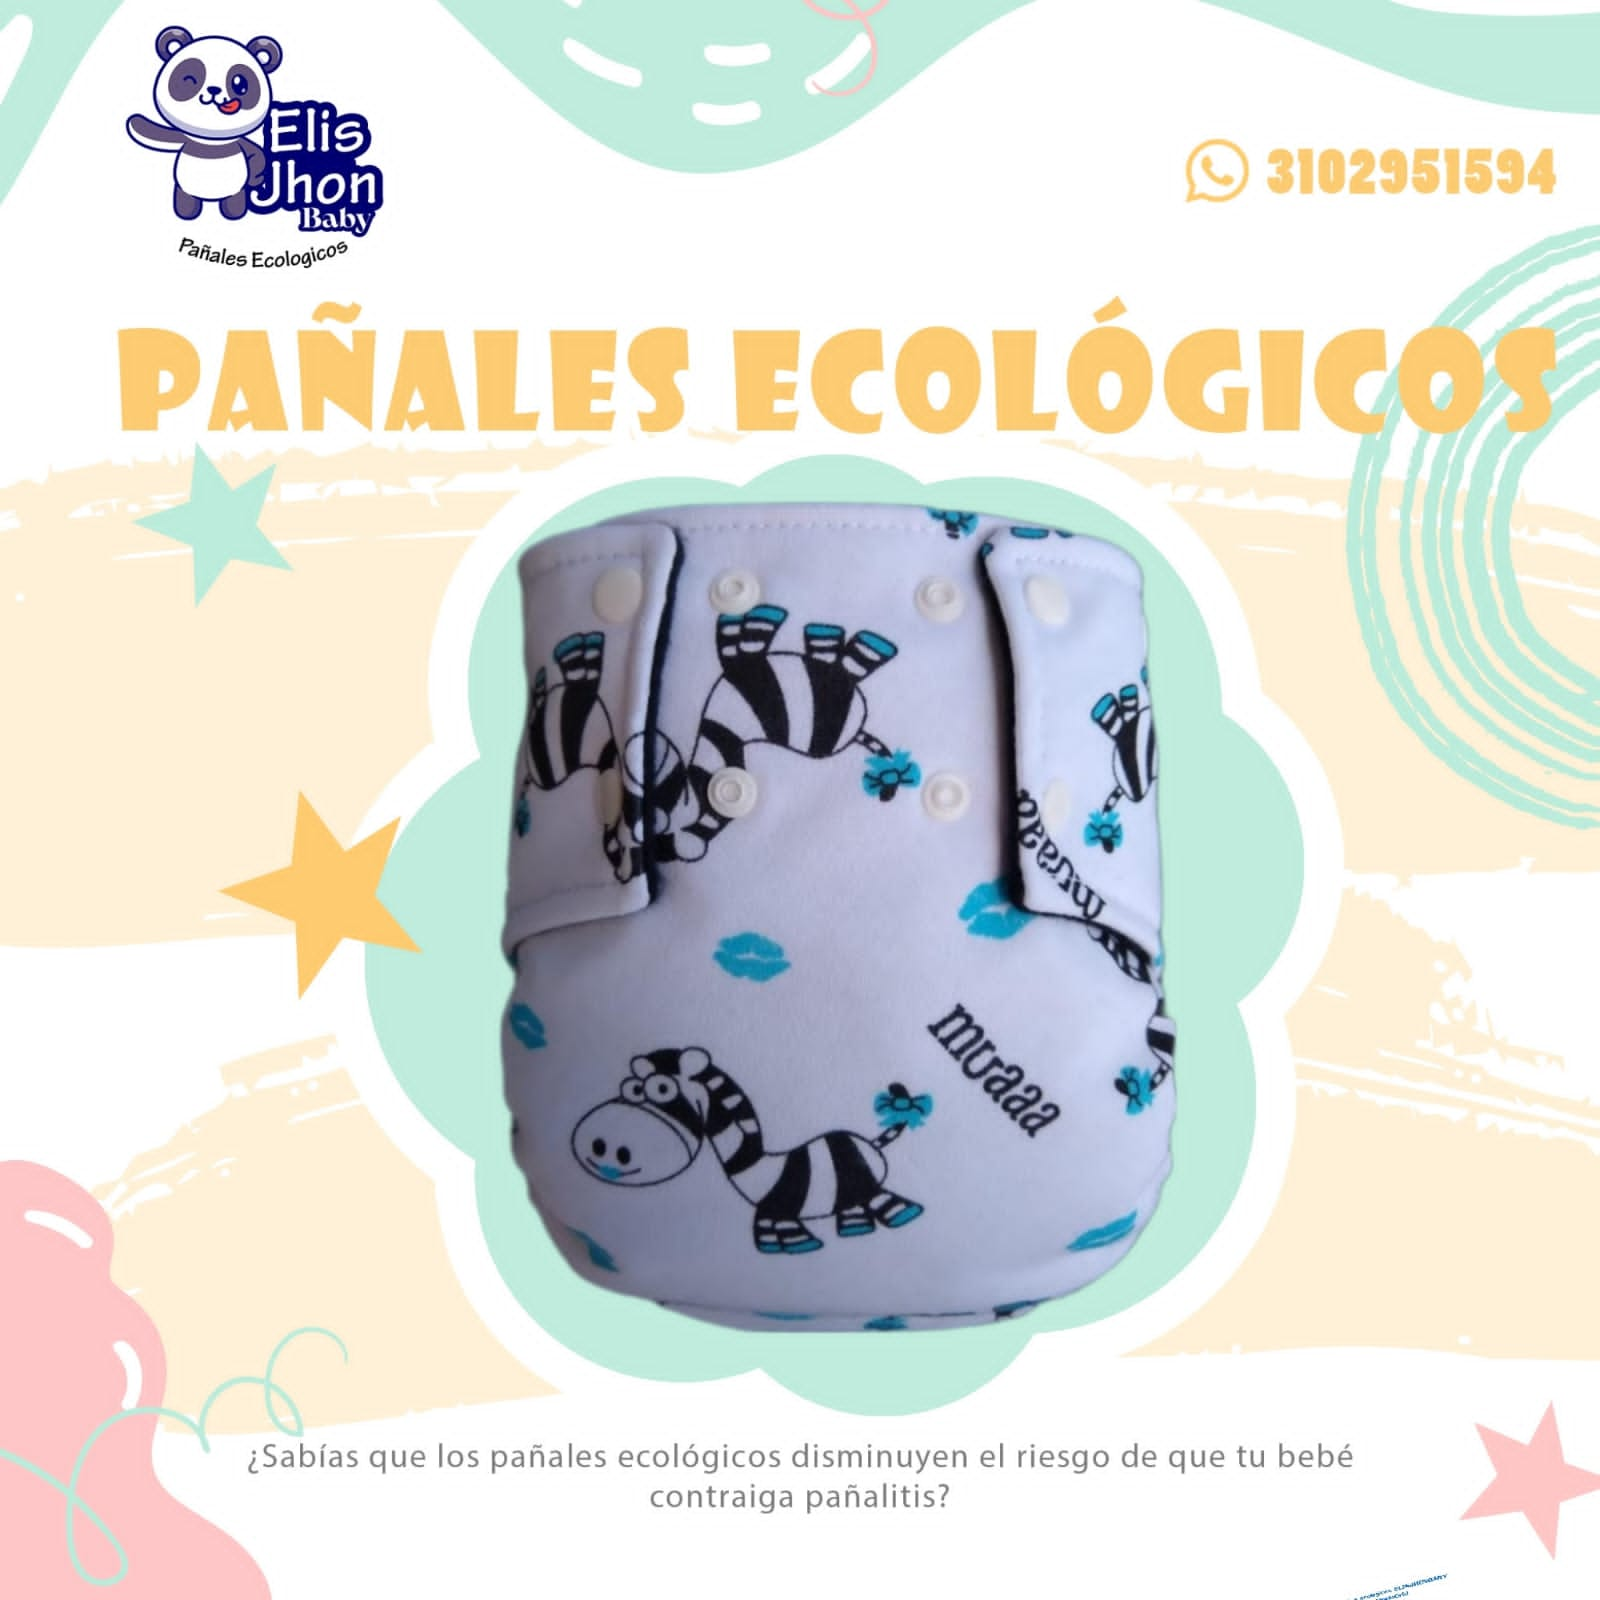 Elis
Jhon
Baby
Pañales Ecologicos
3102951594
PAÑALES ECOLÓGICOS
muaaa
muaaa
¿Sabías que los pañales ecológicos disminuyen el riesgo de que tu bebé
contraiga pañalitis?